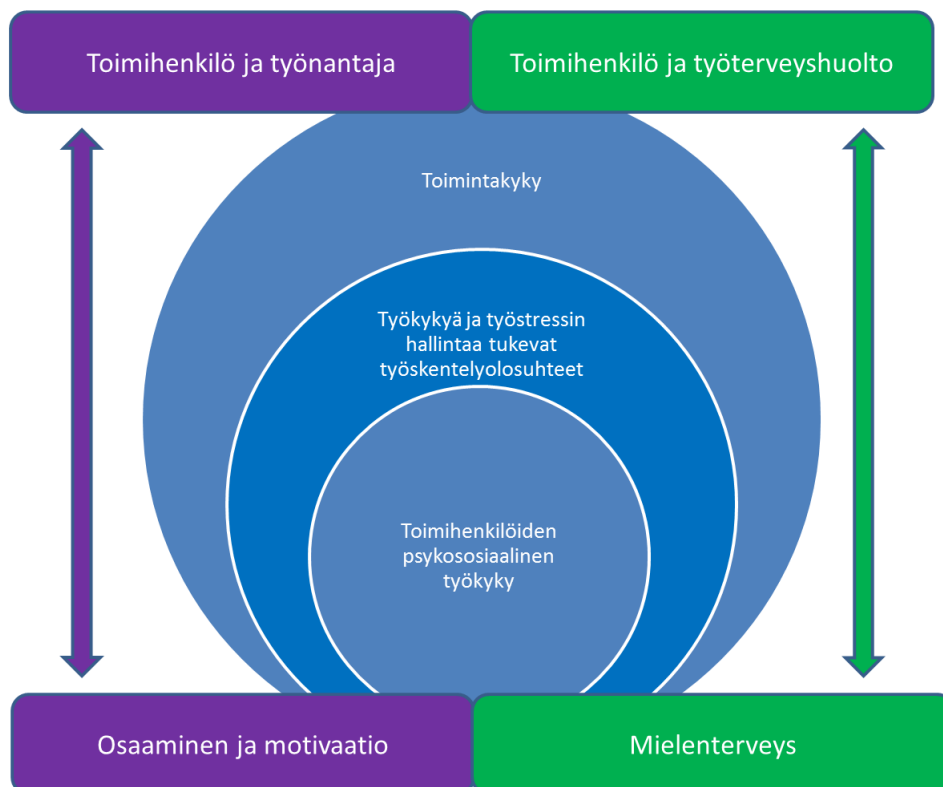 Toimihenkilö ja työnantaja
Toimihenkilö ja työterveyshuolto
Toimintakyky
Työkykyä ja työstressin
hallintaa tukevat
työskentelyolosuhteet
Toimihenkilöiden
psykososiaalinen
työkyky
Osaaminen ja motivaatio
Mielenterveys